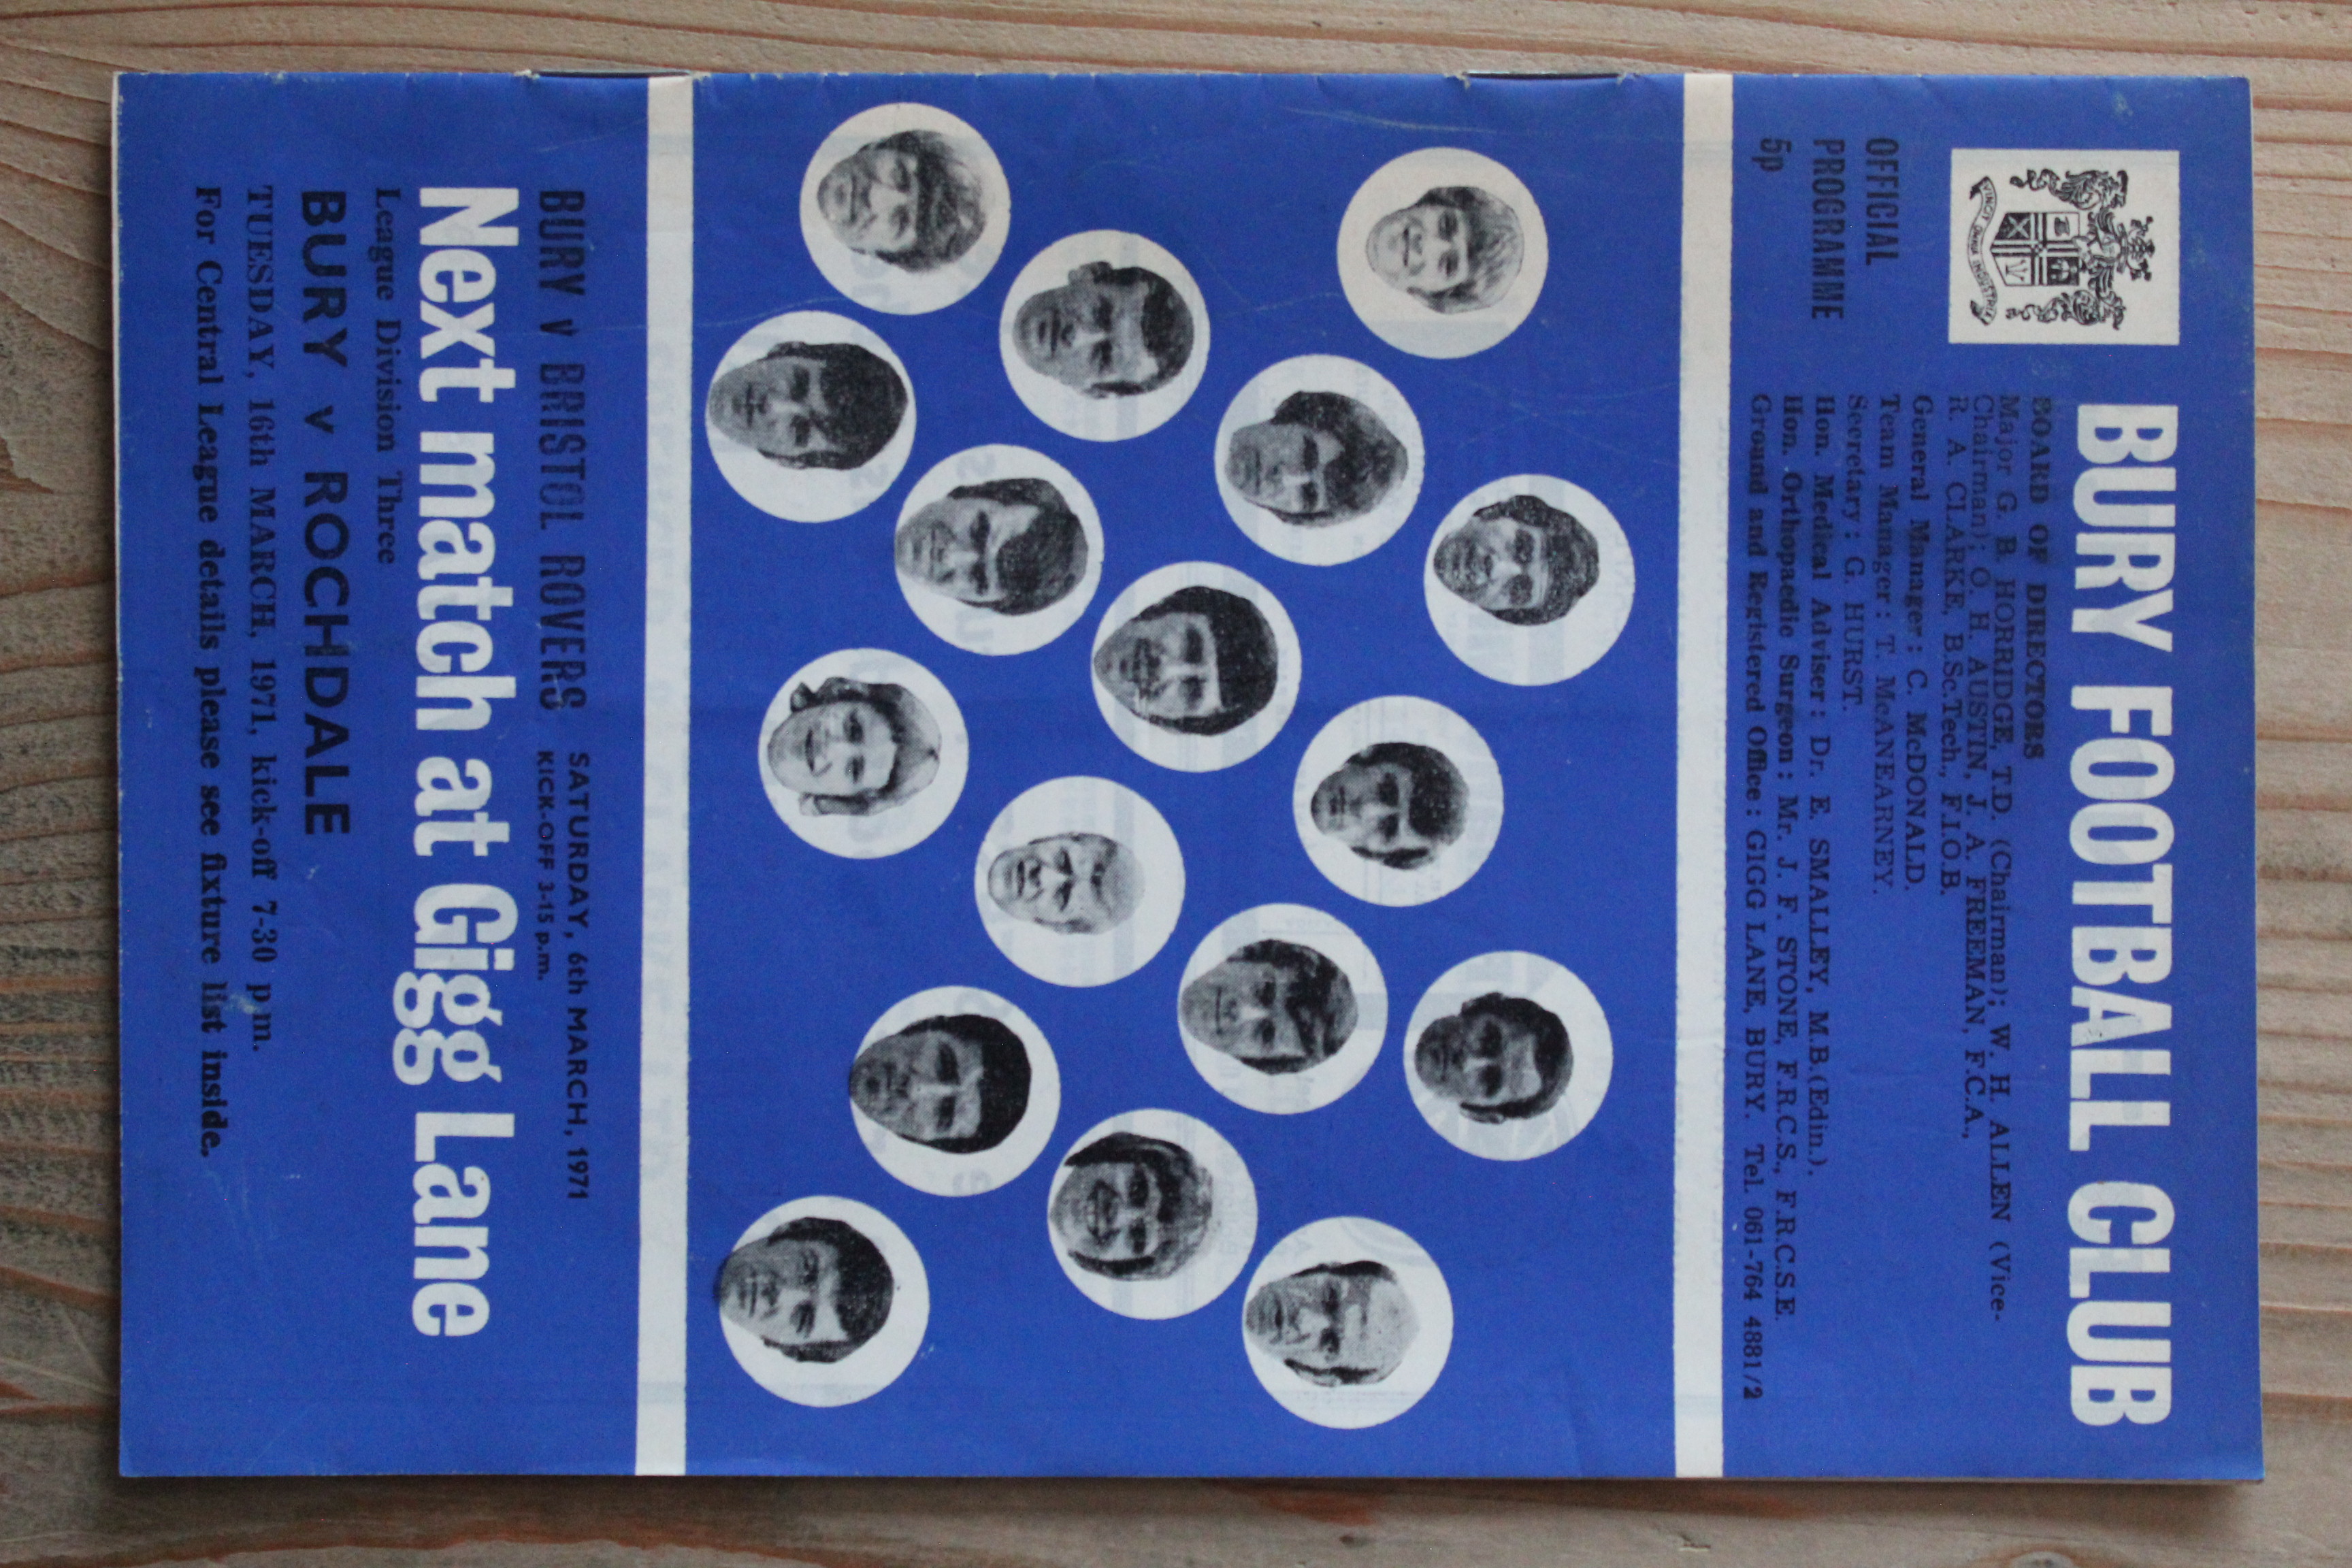 BURY FOOTBALL CLUB
VINCIT OMNIA INDUSTRIA
OFFICIAL
PROGRAMME
5p
BOARD OF DIRECTORS
Major G. B. HORRIDGE, T.D. (Chairman); W. H. ALLEN (Vice-
Chairman); O. H. AUSTIN, J. A. FREEMAN, F.C.A.,
R. A. CLARKE, B.Sc.Tech., F.I.O.B.
General Manager: C. McDONALD.
Team Manager: T. McANEARNEY.
Secretary: G. HURST.
Hon. Medical Adviser: Dr. E. SMALLEY, M.B.(Edin.).
Hon. Orthopaedic Surgeon: Mr. J. F. STONE, F.R.C.S., F.R.C.S.E.
Ground and Registered Office: GIGG LANE, BURY. Tel. 061-764 4881/2
BURY v BRISTOL ROVERS
SATURDAY, 6th MARCH, 1971
KICK-OFF 3-15 p.m.
Next match at Gigg Lane
League Division Three
BURY v ROCHDALE
TUESDAY, 16th MARCH, 1971, kick-off 7-30 p.m.
For Central League details please see fixture list inside.